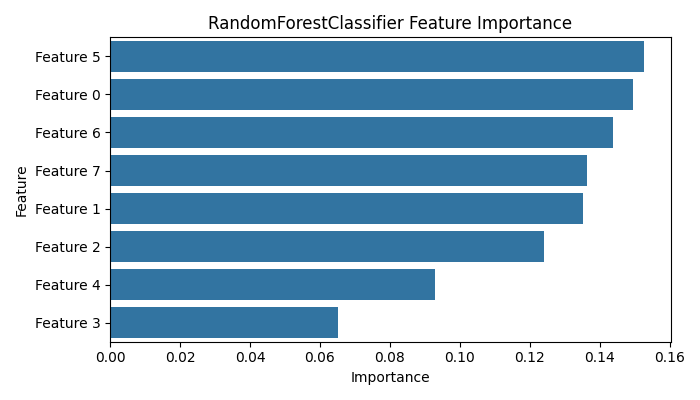 RandomForestClassifier Feature Importance
Feature
Feature 5
Feature 0
Feature 6
Feature 7
Feature 1
Feature 2
Feature 4
Feature 3
0.00 0.02 0.04 0.06 0.08 0.10 0.12 0.14 0.16
Importance